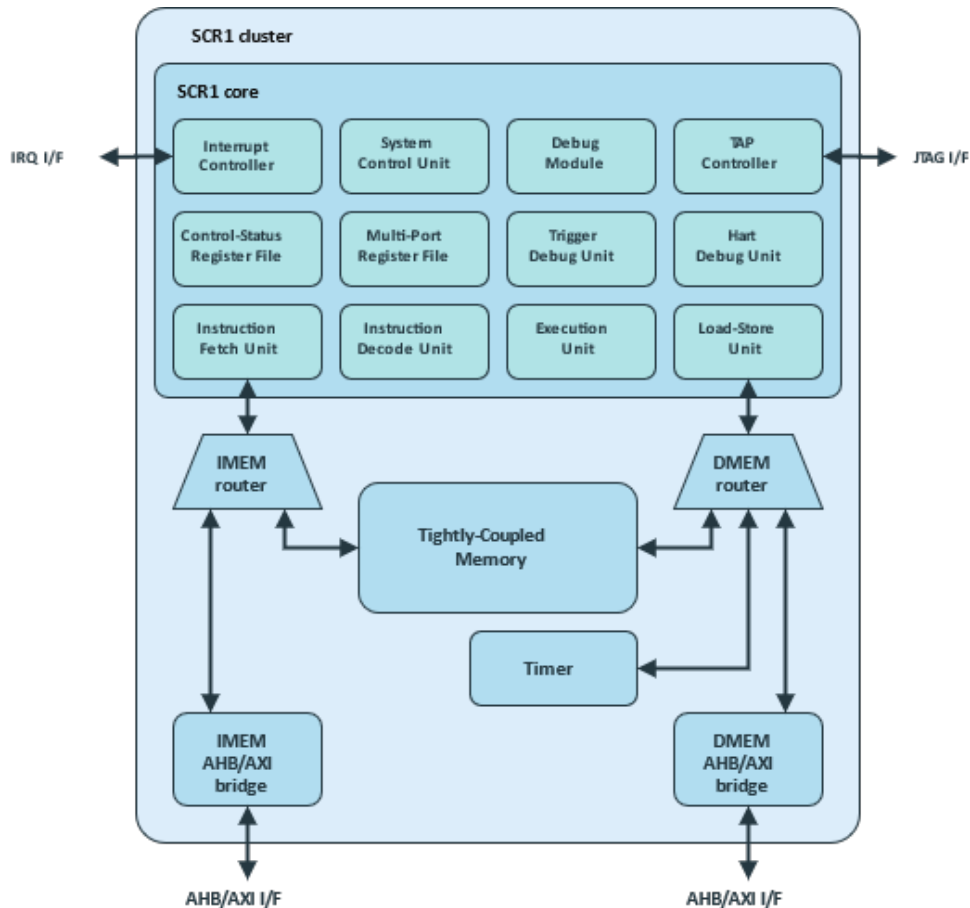 SCR1 cluster
SCR1 core
IRQ I/F
Interrupt
Controller
System
Control Unit
Debug
Module
TAP
Controller
JTAG I/F
Control-Status
Register File
Multi-Port
Register File
Trigger
Debug Unit
Hart
Debug Unit
Instruction
Fetch Unit
Instruction
Decode Unit
Execution
Unit
Load-Store
Unit
IMEM
router
DMEM
router
Tightly-Coupled
Memory
Timer
IMEM
AHB/AXI
bridge
DMEM
AHB/AXI
bridge
AHB/AXI I/F
AHB/AXI I/F